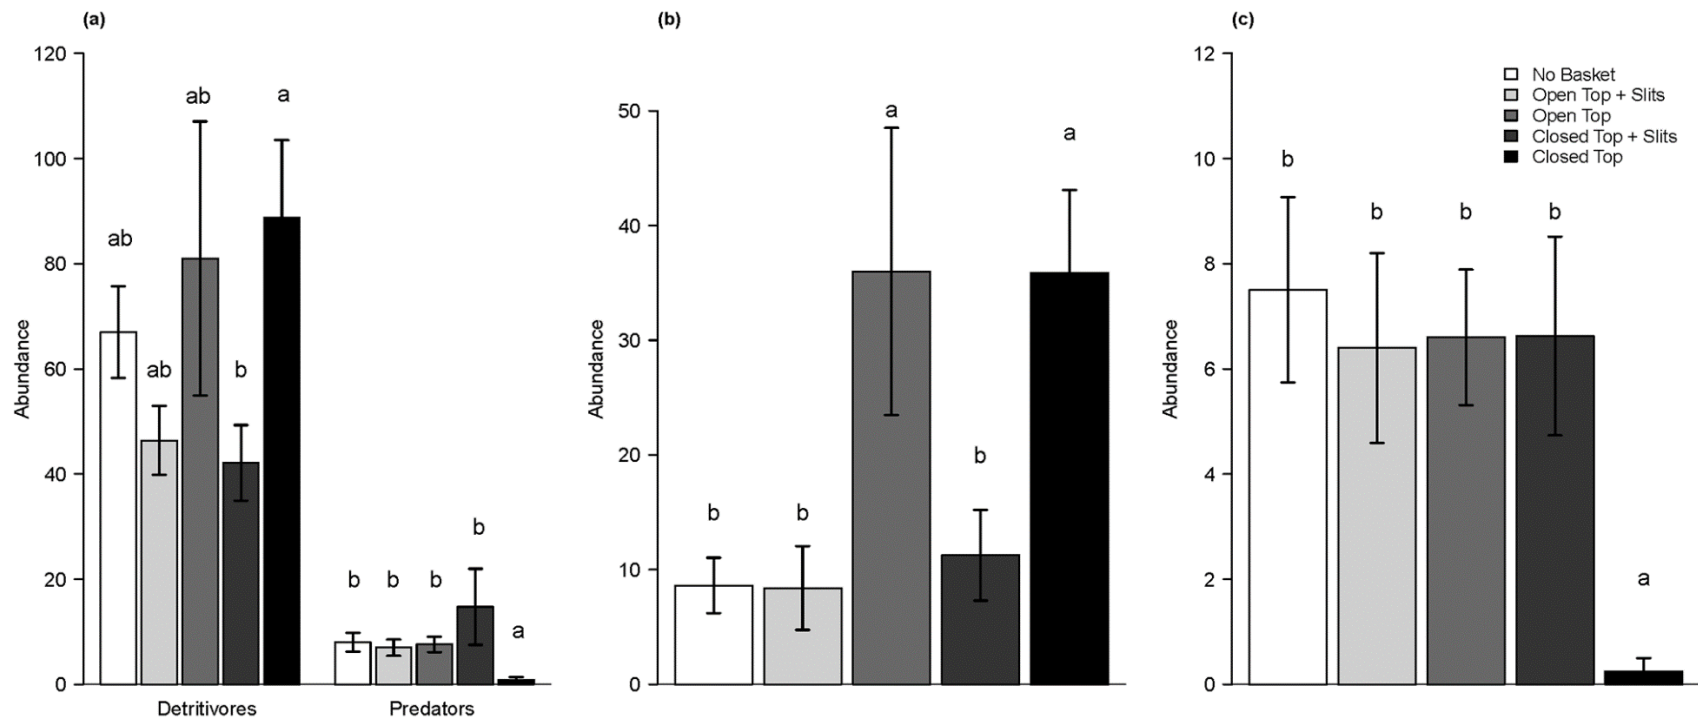 (a)
Abundance
120
100
80
60
40
20
0
ab
ab
ab
b
a
b
b
b
b
a
Detritivores
Predators
(b)
Abundance
50
40
30
20
10
0
b
b
a
b
a
(c)
Abundance
12
10
8
6
4
2
0
No Basket
Open Top + Slits
Open Top
Closed Top + Slits
Closed Top
b
b
b
b
a